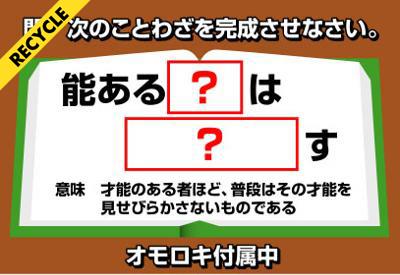 RECYCLE
次のことわざを完成させなさい。
能ある ? は
? す
意味 才能のある者ほど、普段はその才能を
見せびらかさないものである
オモロキ付属中